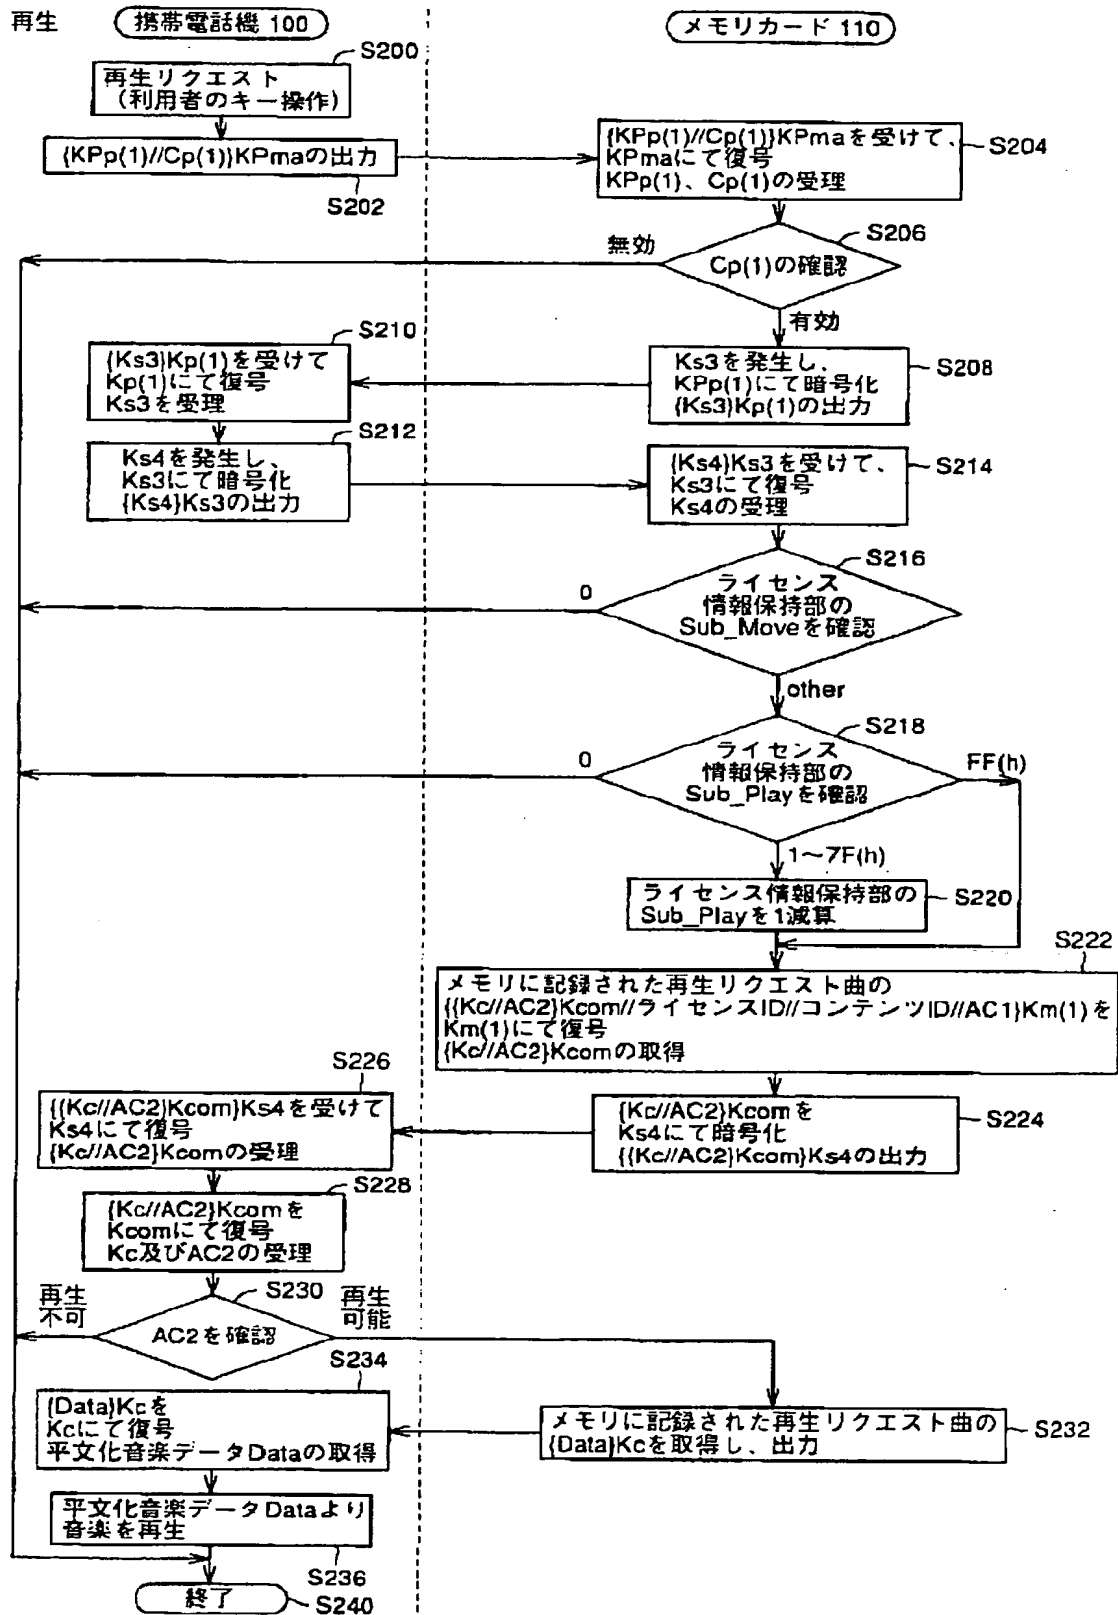 再生
携帯電話機 100
メモリカード 110
S200
再生リクエスト
(利用者のキー操作)
{KPp(1)//Cp(1)}KPmaの出力
S202
{KPp(1)//Cp(1)}KPmaを受けて、
KPmaにて復号
KPp(1)、Cp(1)の受理
S204
S206
無効
Cp(1)の確認
有効
S210
{Ks3}Kp(1)を受けて
Kp(1)にて復号
Ks3を受理
Ks3を発生し、
KPp(1)にて暗号化
{Ks3}Kp(1)の出力
S208
S212
Ks4を発生し、
Ks3にて暗号化
{Ks4}Ks3の出力
{Ks4}Ks3を受けて、
Ks3にて復号
Ks4の受理
S214
S216
0
ライセンス
情報保持部の
Sub_Moveを確認
other
S218
0
ライセンス
情報保持部の
Sub_Playを確認
FF(h)
1~7F(h)
ライセンス情報保持部の
Sub_Playを1減算
S220
S222
メモリに記録された再生リクエスト曲の
{{Kc//AC2}Kcom//ライセンスID//コンテンツID//AC1}Km(1)を
Km(1)にて復号
{Kc//AC2}Kcomの取得
S226
{{Kc//AC2}Kcom}Ks4を受けて
Ks4にて復号
{Kc//AC2}Kcomの受理
{Kc//AC2}Kcomを
Ks4にて暗号化
{{Kc//AC2}Kcom}Ks4の出力
S224
S228
{Kc//AC2}Kcomを
Kcomにて復号
Kc及びAC2の受理
S230
再生
不可
AC2を確認
再生
可能
S234
{Data}Kcを
Kcにて復号
平文化音楽データDataの取得
メモリに記録された再生リクエスト曲の
{Data}Kcを取得し、出力
S232
平文化音楽データDataより
音楽を再生
S236
終了
S240